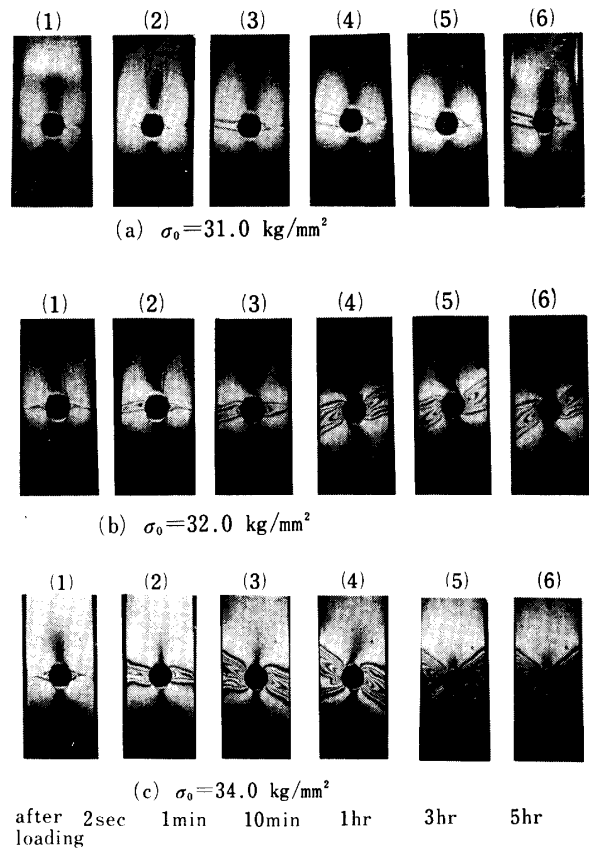 (1) (2) (3) (4) (5) (6)
(a) σ₀=31.0 kg/mm²
(1) (2) (3) (4) (5) (6)
(b) σ₀=32.0 kg/mm²
(1) (2) (3) (4) (5) (6)
(c) σ₀=34.0 kg/mm²
after 2sec 1min 10min 1hr 3hr 5hr
loading